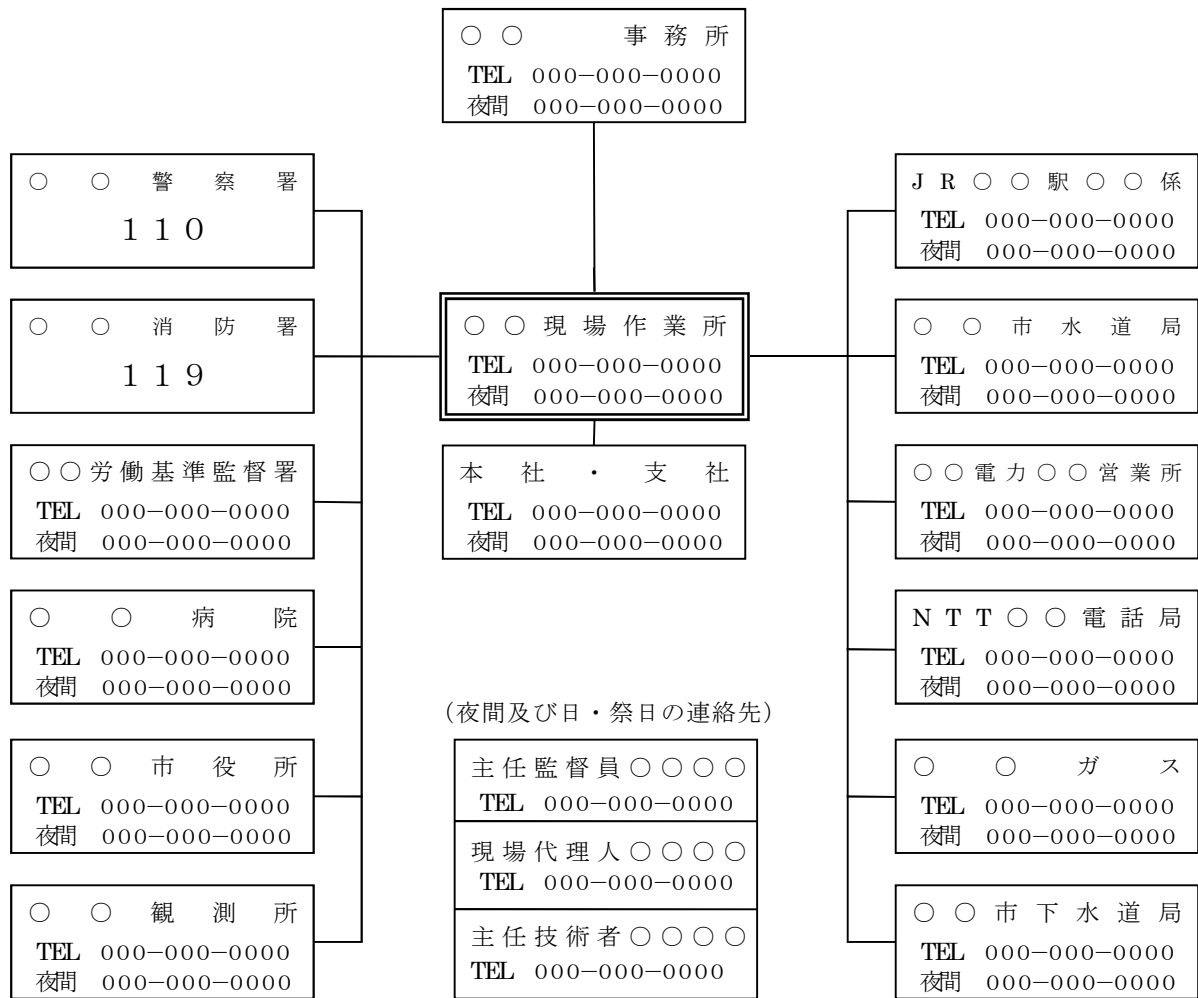 ○○ 事務所
TEL 000-000-0000
夜間 000-000-0000
○○警察署
110
○○消防署
119
○○労働基準監督署
TEL 000-000-0000
夜間 000-000-0000
○○病院
TEL 000-000-0000
夜間 000-000-0000
○○市役所
TEL 000-000-0000
夜間 000-000-0000
○○観測所
TEL 000-000-0000
夜間 000-000-0000
○○現場作業所
TEL 000-000-0000
夜間 000-000-0000
本社・支社
TEL 000-000-0000
夜間 000-000-0000
(夜間及び日・祭日の連絡先)
主任監督員○○○○
TEL 000-000-0000
現場代理人○○○○
TEL 000-000-0000
主任技術者○○○○
TEL 000-000-0000
JR○○駅○○係
TEL 000-000-0000
夜間 000-000-0000
○○市水道局
TEL 000-000-0000
夜間 000-000-0000
○○電力○○営業所
TEL 000-000-0000
夜間 000-000-0000
NTT○○電話局
TEL 000-000-0000
夜間 000-000-0000
○○ガス
TEL 000-000-0000
夜間 000-000-0000
○○市下水道局
TEL 000-000-0000
夜間 000-000-0000